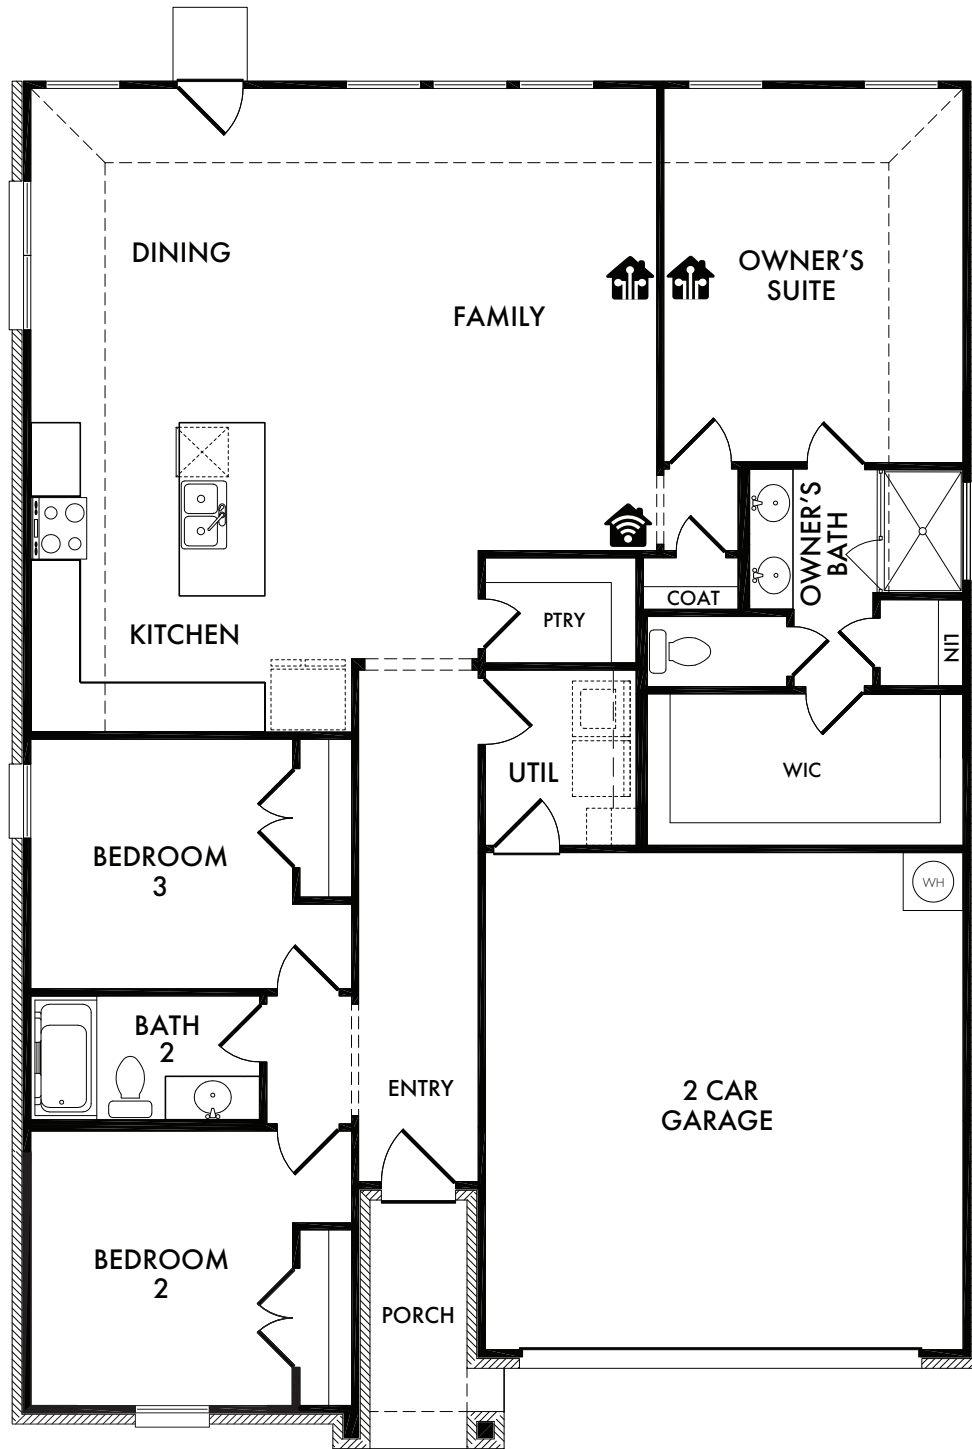 DINING
OWNER'S
SUITE
FAMILY
OWNER'S
BATH
COAT
PTRY
KITCHEN
LIN
WIC
UTIL
BEDROOM
3
WH
BATH
2
ENTRY
2 CAR
GARAGE
BEDROOM
2
PORCH